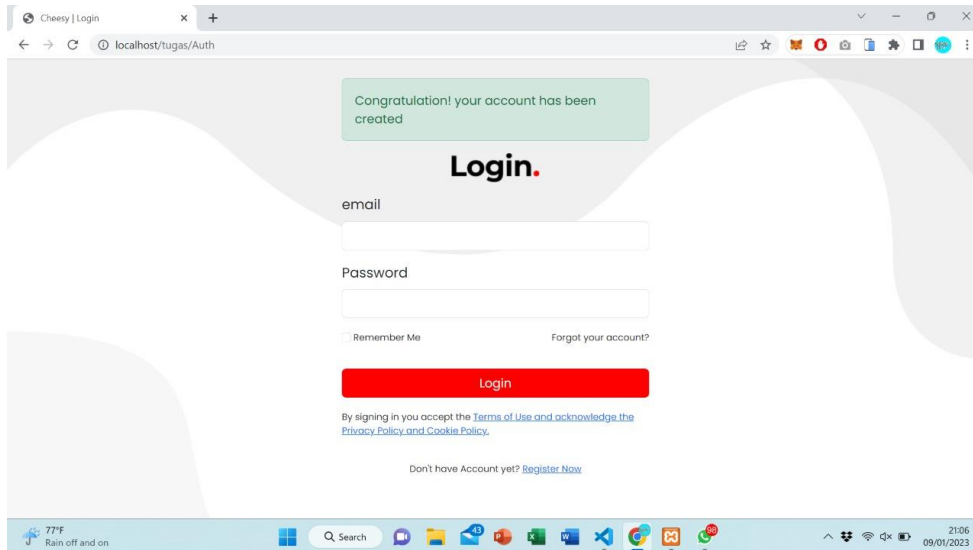 Cheesy | Login
localhost/tugas/Auth
Congratulation! your account has been
created
Login.
email
Password
Remember Me Forgot your account?
Login
By signing in you accept the Terms of Use and acknowledge the
Privacy Policy and Cookie Policy.
Don't have Account yet? Register Now
77°F
Rain off and on
Search
43
98
21:06
09/01/2023